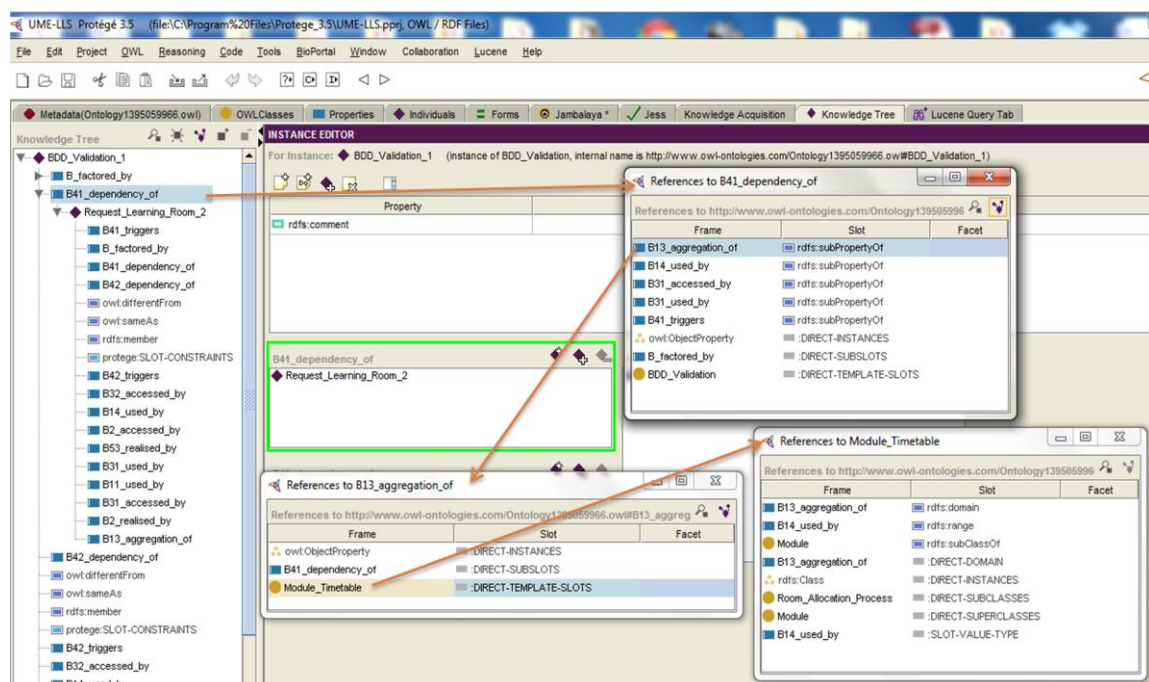 UME-LLS Protégé 3.5 (file:\C:\Program%20Files\Protege_3.5\UME-LLS.pprj, OWL / RDF Files)
File Edit Project OWL Reasoning Code Tools BioPortal Window Collaboration Lucene Help
Metadata(Ontology1395059966.owl) OWLClasses Properties Individuals Forms Jambalaya * Jess Knowledge Acquisition Knowledge Tree Lucene Query Tab
Knowledge Tree
BDD_Validation_1
B_factored_by
B41_dependency_of
Request_Learning_Room_2
B41_triggers
B_factored_by
B41_dependency_of
B42_dependency_of
owl:differentFrom
owl:sameAs
rdfs:member
protege:SLOT-CONSTRAINTS
B42_triggers
B32_accessed_by
B14_used_by
B2_accessed_by
B53_realised_by
B31_used_by
B11_used_by
B31_accessed_by
B2_realised_by
B13_aggregation_of
B42_dependency_of
owl:differentFrom
owl:sameAs
rdfs:member
protege:SLOT-CONSTRAINTS
B42_triggers
B32_accessed_by
INSTANCE EDITOR
For Instance: BDD_Validation_1 (instance of BDD_Validation, internal name is http://www.owl-ontologies.com/Ontology1395059966.owl#BDD_Validation_1)
Property
rdfs:comment
B41_dependency_of
Request_Learning_Room_2
References to B41_dependency_of
References to http://www.owl-ontologies.com/Ontology139505996
Frame Slot Facet
B13_aggregation_of rdfs:subPropertyOf
B14_used_by rdfs:subPropertyOf
B31_accessed_by rdfs:subPropertyOf
B31_used_by rdfs:subPropertyOf
B41_triggers rdfs:subPropertyOf
owl:ObjectProperty :DIRECT-INSTANCES
B_factored_by :DIRECT-SUBSLOTS
BDD_Validation :DIRECT-TEMPLATE-SLOTS
References to B13_aggregation_of
References to http://www.owl-ontologies.com/Ontology1395059966.owl#B13_aggreg
Frame Slot Facet
owl:ObjectProperty :DIRECT-INSTANCES
B41_dependency_of :DIRECT-SUBSLOTS
Module_Timetable :DIRECT-TEMPLATE-SLOTS
References to Module_Timetable
References to http://www.owl-ontologies.com/Ontology139505996
Frame Slot Facet
B13_aggregation_of rdfs:domain
B14_used_by rdfs:range
Module rdfs:subClassOf
B13_aggregation_of :DIRECT-DOMAIN
rdfs:Class :DIRECT-INSTANCES
Room_Allocation_Process :DIRECT-SUBCLASSES
Module :DIRECT-SUPERCLASSES
B14_used_by :SLOT-VALUE-TYPE